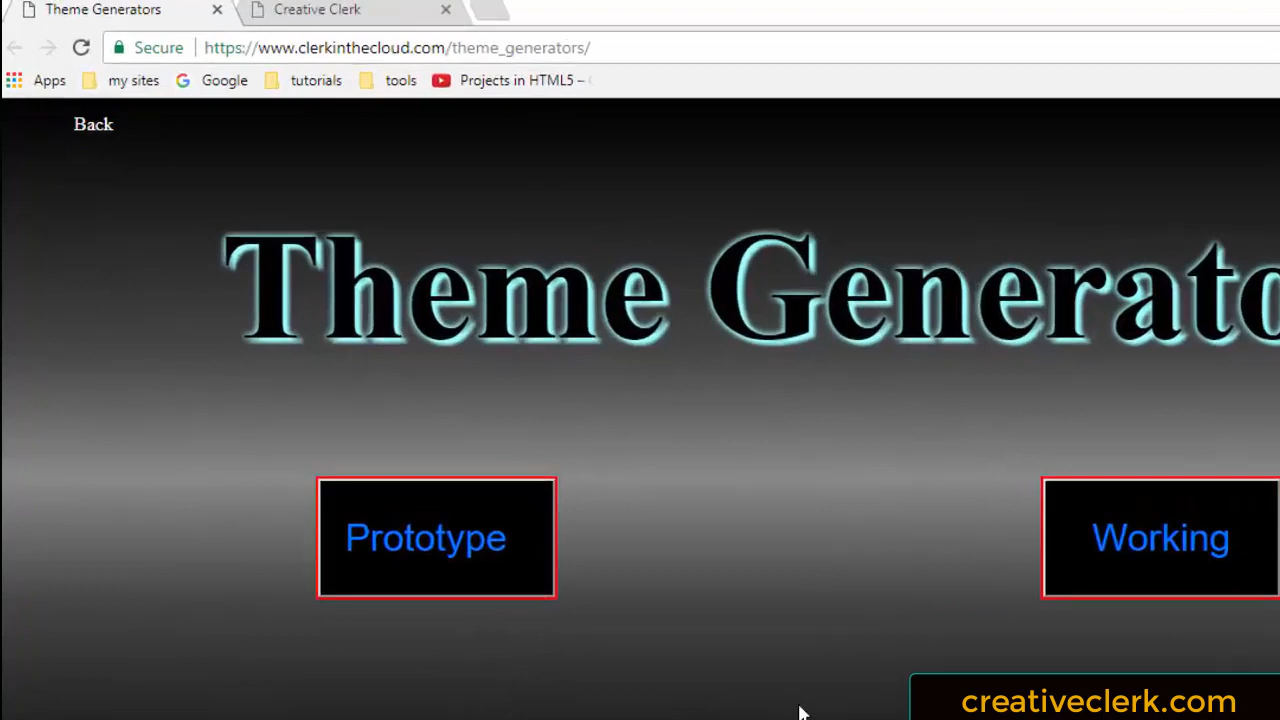 Theme Generators
Creative Clerk
Secure
https://www.clerkinthecloud.com/theme_generators/
Apps
my sites
Google
tutorials
tools
Projects in HTML5 –
Back
Theme Generato
Prototype
Working
creativeclerk.com